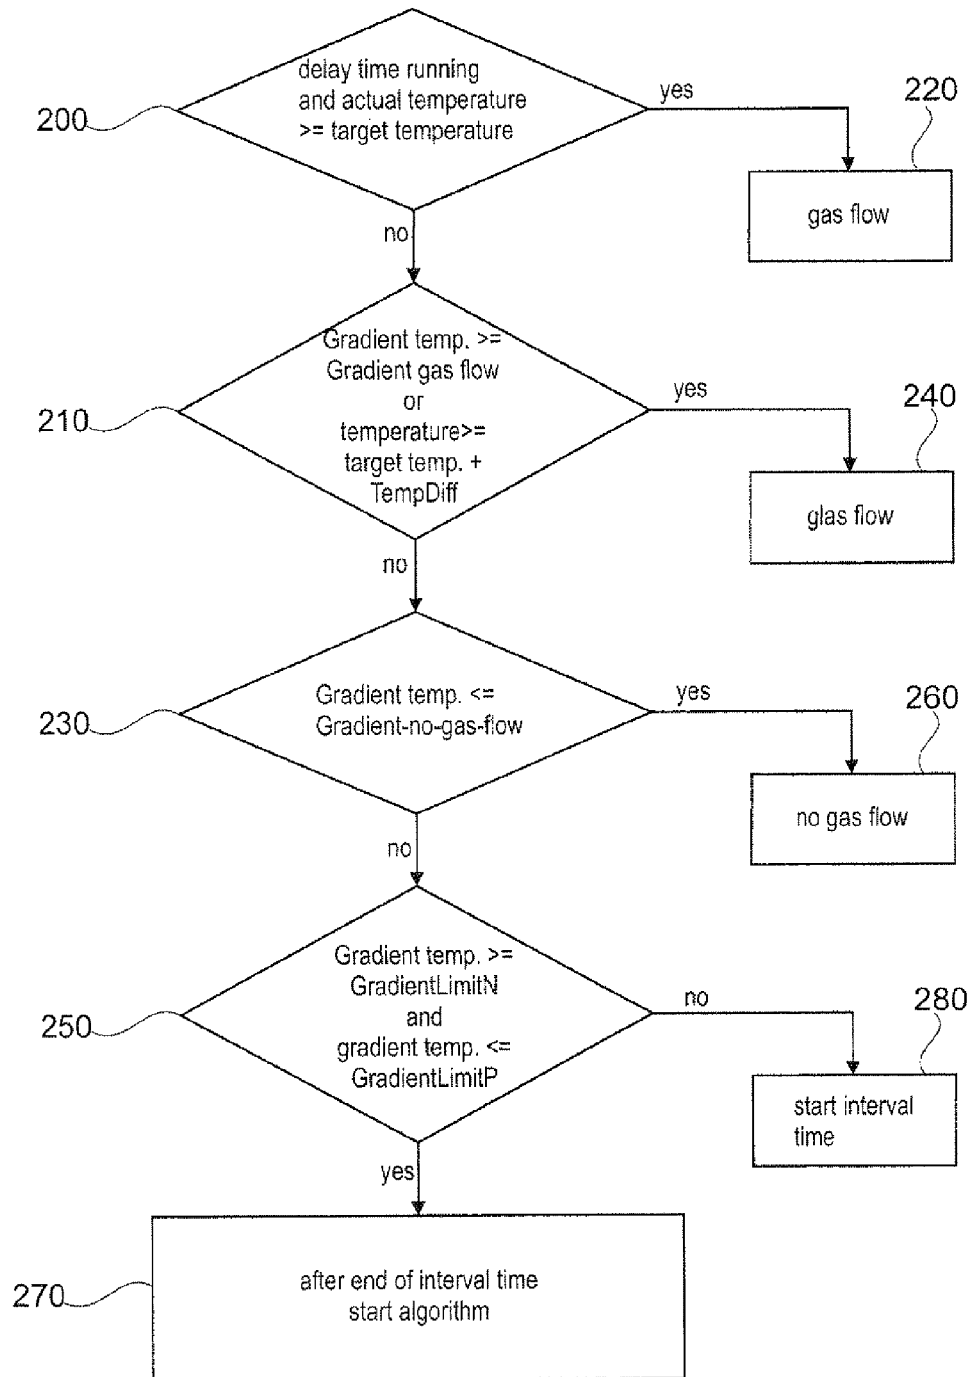 delay time running
and actual temperature
>= target temperature
200
yes
220
gas flow
no
Gradient temp. >=
Gradient gas flow
or
temperature>=
target temp. +
TempDiff
210
yes
240
glas flow
no
Gradient temp. <=
Gradient-no-gas-flow
230
yes
260
no gas flow
no
Gradient temp. >=
GradientLimitN
and
gradient temp. <=
GradientLimitP
250
no
280
start interval
time
yes
after end of interval time
start algorithm
270